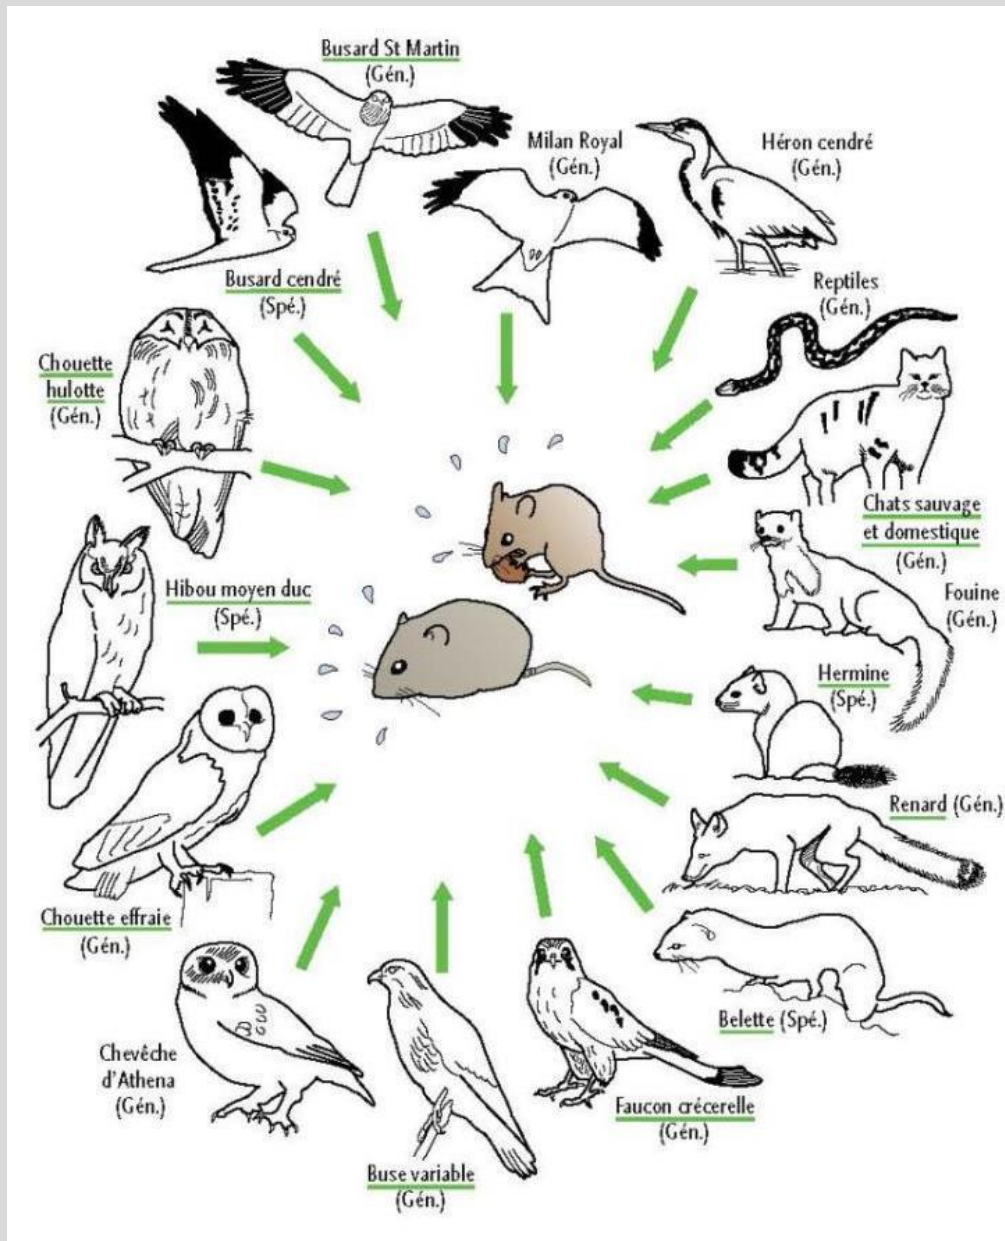 Busard St Martin
(Gén.)
Milan Royal
(Gén.)
Héron cendré
(Gén.)
Busard cendré
(Spé.)
Reptiles
(Gén.)
Chouette
hulotte
(Gén.)
Chats sauvage
et domestique
(Gén.)
Hibou moyen duc
(Spé.)
Fouine
(Gén.)
Hermine
(Spé.)
Renard (Gén.)
Chouette effraie
(Gén.)
Belette (Spé.)
Chevêche
d'Athena
(Gén.)
Faucon crécerelle
(Gén.)
Buse variable
(Gén.)